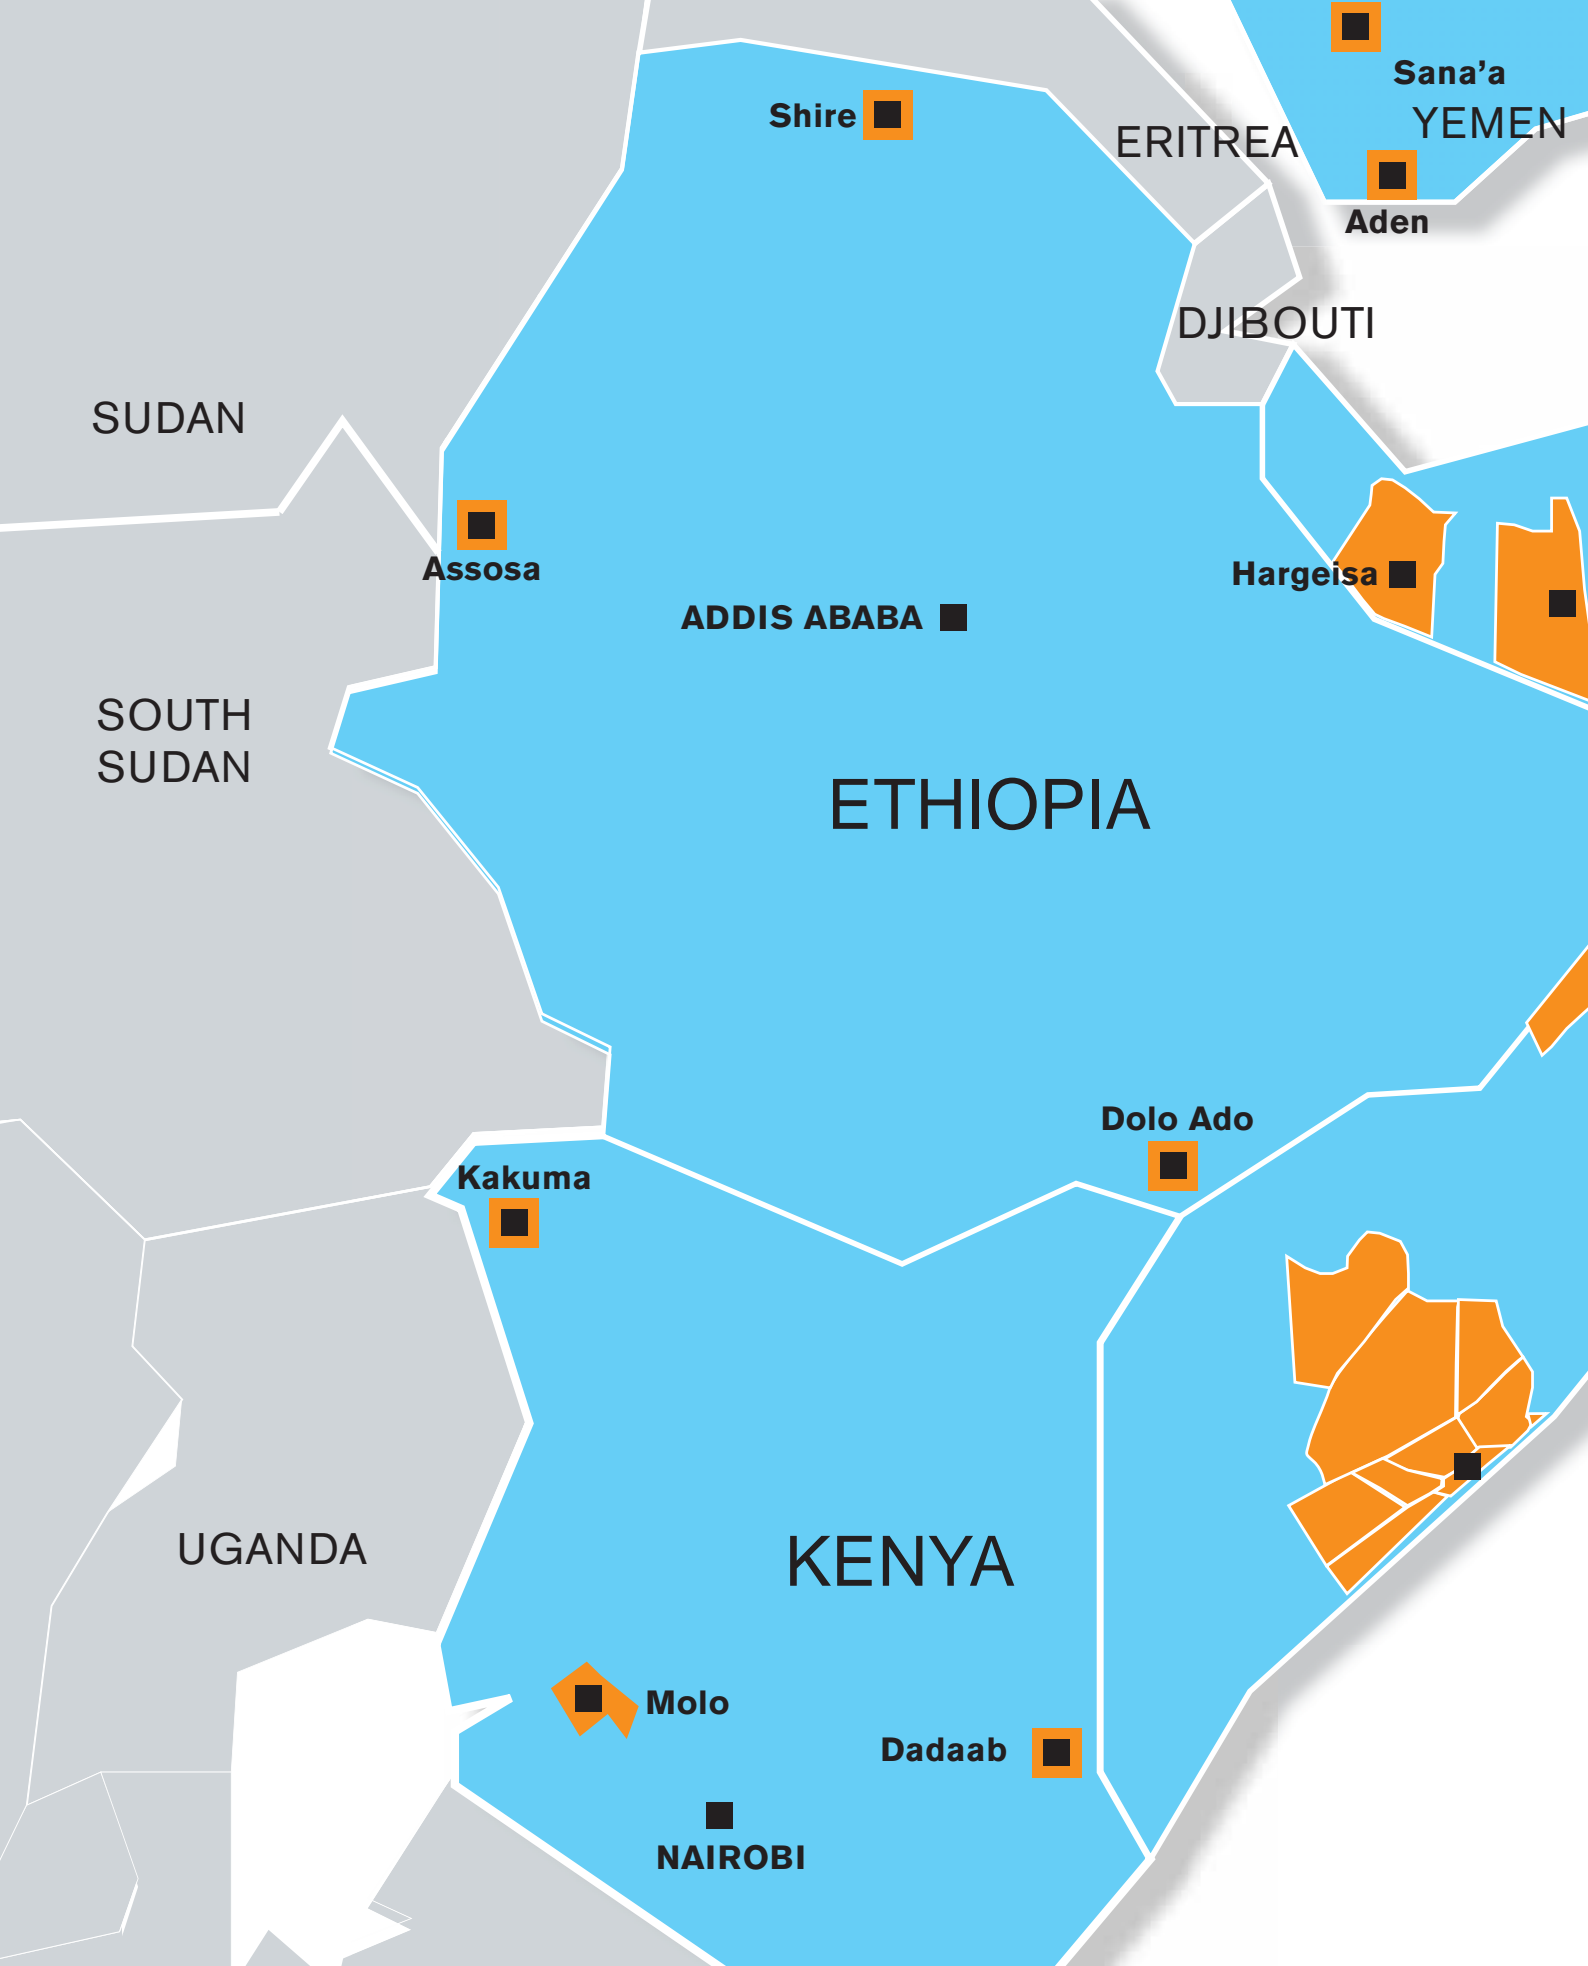 Sana’a
YEMEN
Shire
ERITREA
Aden
DJIBOUTI
SUDAN
Assosa
Hargeisa
ADDIS ABABA
SOUTH
SUDAN
ETHIOPIA
Dolo Ado
Kakuma
UGANDA
KENYA
Molo
Dadaab
NAIROBI